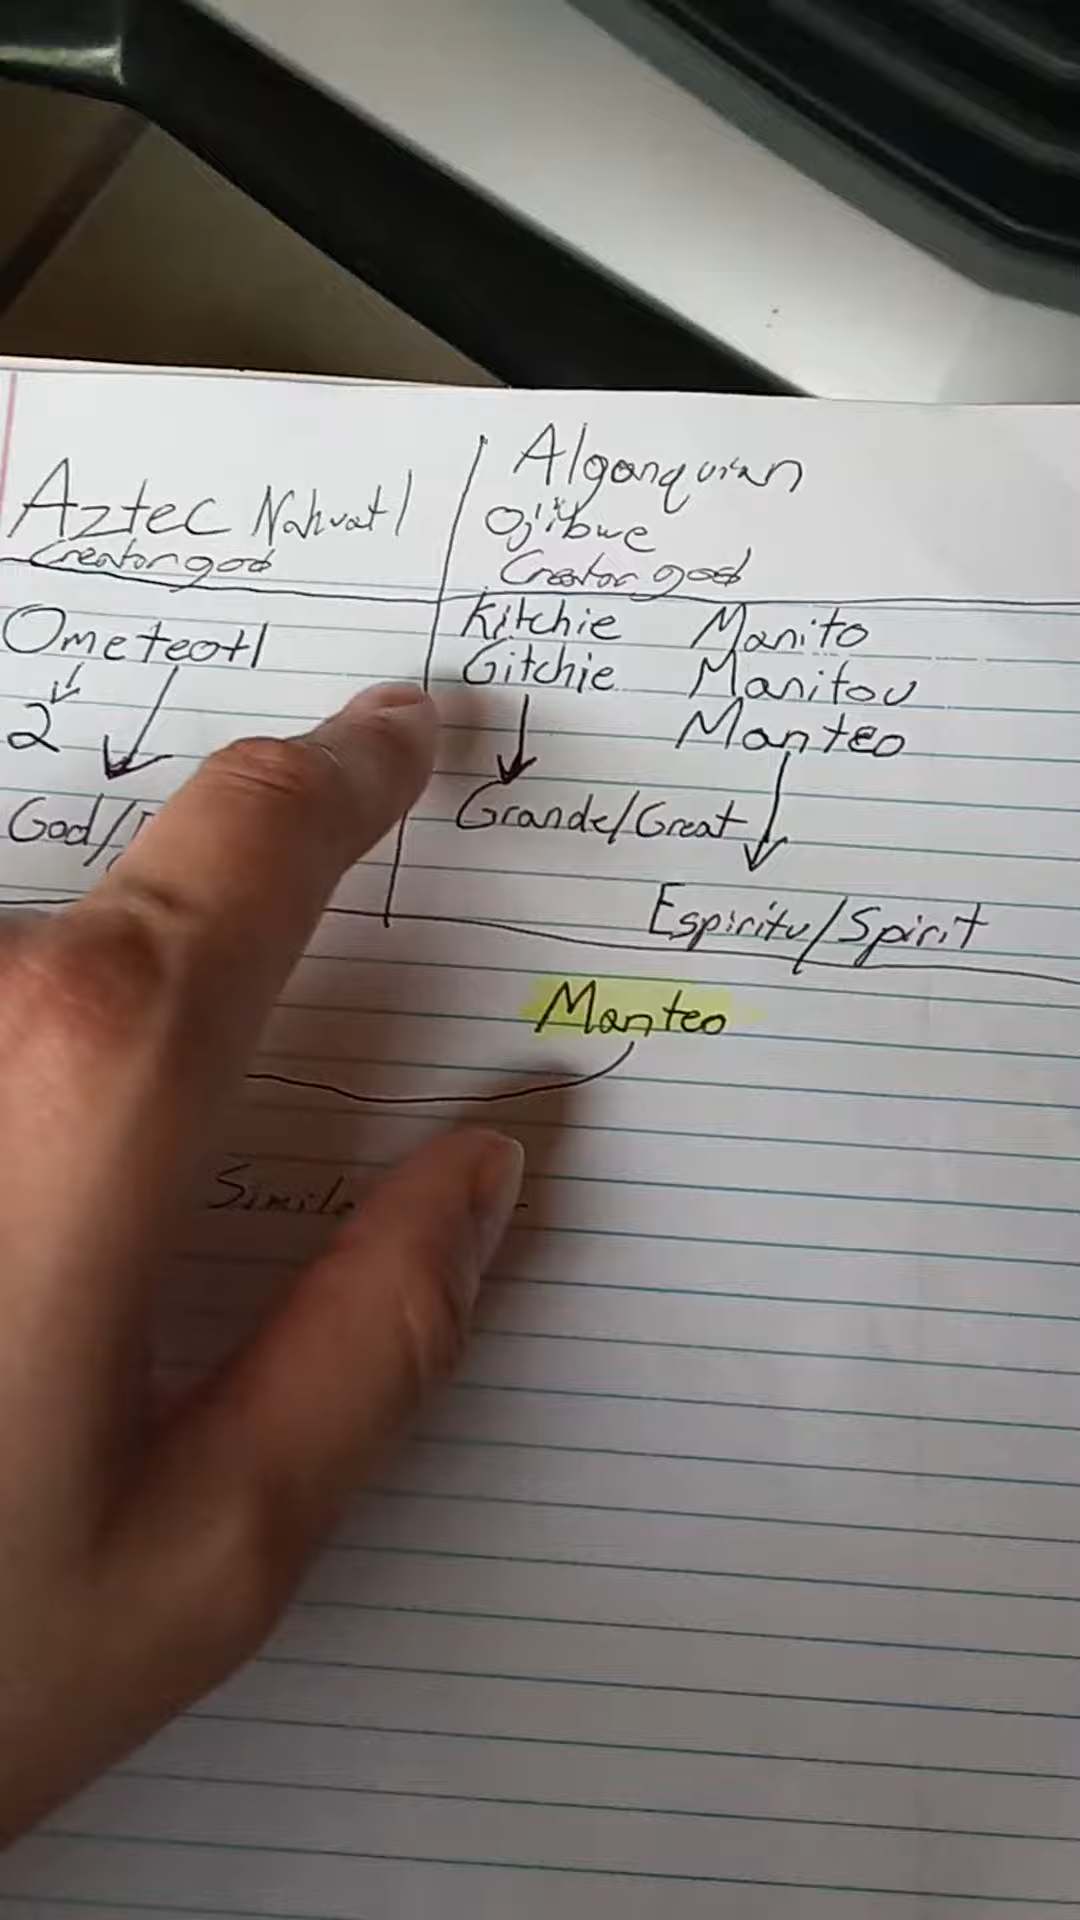 Aztec Nahuatl
Creator god
Ometeotl
2
God/
Algonquian
Ojibwe
Creator god
Kitchie Manito
Gitchie Manitou
Manteo
Grande/Great
Espiritu/Spirit
Manteo